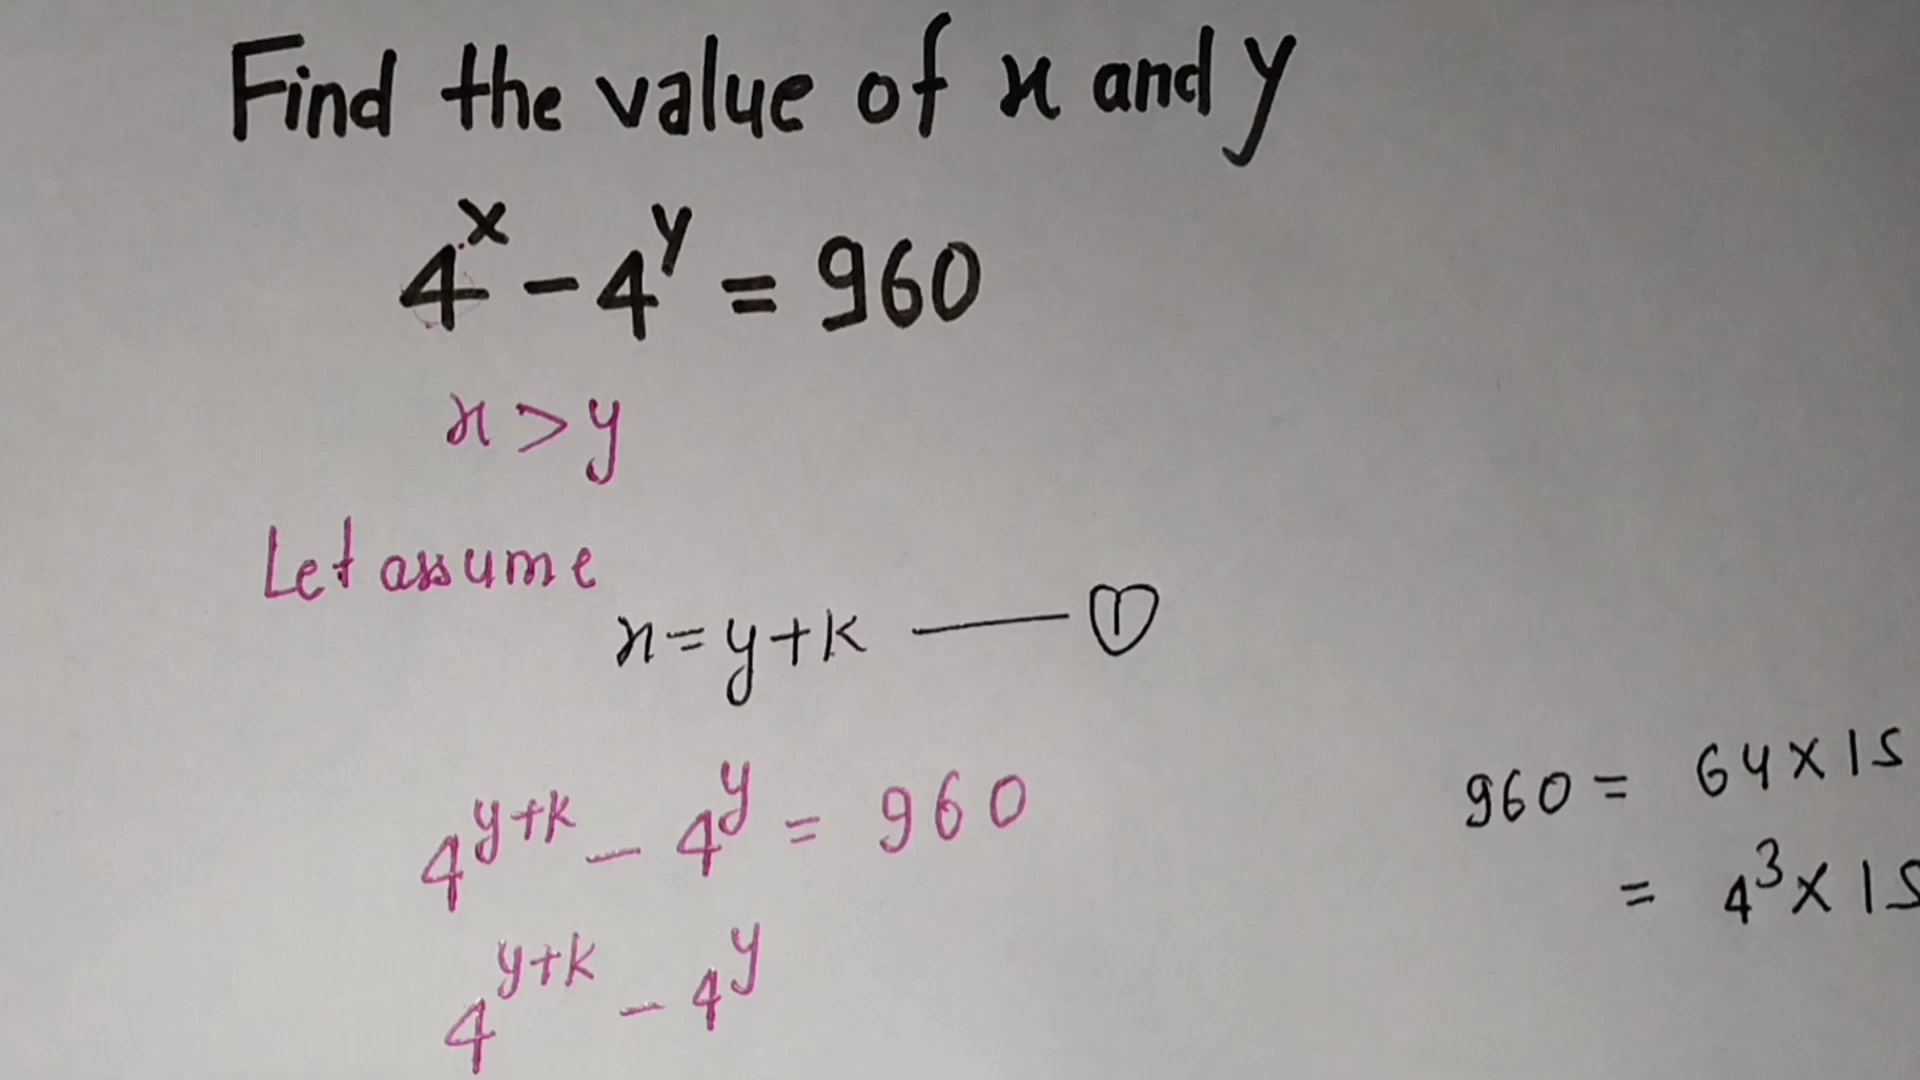 Find the value of x and y
4^x - 4^y = 960
x > y
Let assume
x = y + k —— ①
4^{y+k} - 4^y = 960
960 = 64 × 15
= 4^3 × 15
4^{y+k} - 4^y